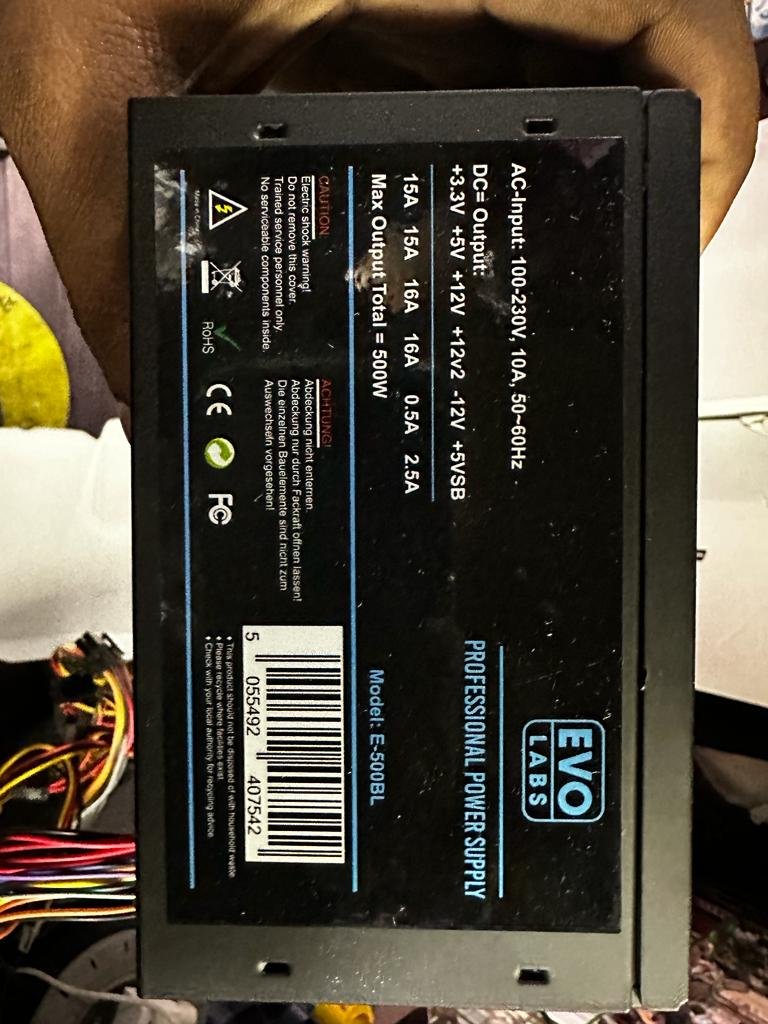 EVO
LABS
PROFESSIONAL POWER SUPPLY
Model: E-500BL
AC-Input: 100-230V, 10A, 50~60Hz
DC= Output:
+3.3V +5V +12V +12v2 -12V +5VSB
15A 15A 16A 16A 0.5A 2.5A
Max Output Total = 500W
CAUTION:
Electric shock warning!
Do not remove this cover.
Trained service personnel only.
No serviceable components inside.
ACHTUNG!
Abdeckung nicht enternen.
Abdeckung nur durch Fackraft öffnen lassen!
Die einzelnen Bauelemente sind nicht zum
Auswechseln vorgesehen!
Made in China
RoHS
CE
FC
5 055492 407542
• This product should not be disposed of with household waste.
• Please recycle where facilities exist.
• Check with your local authority for recycling advice.